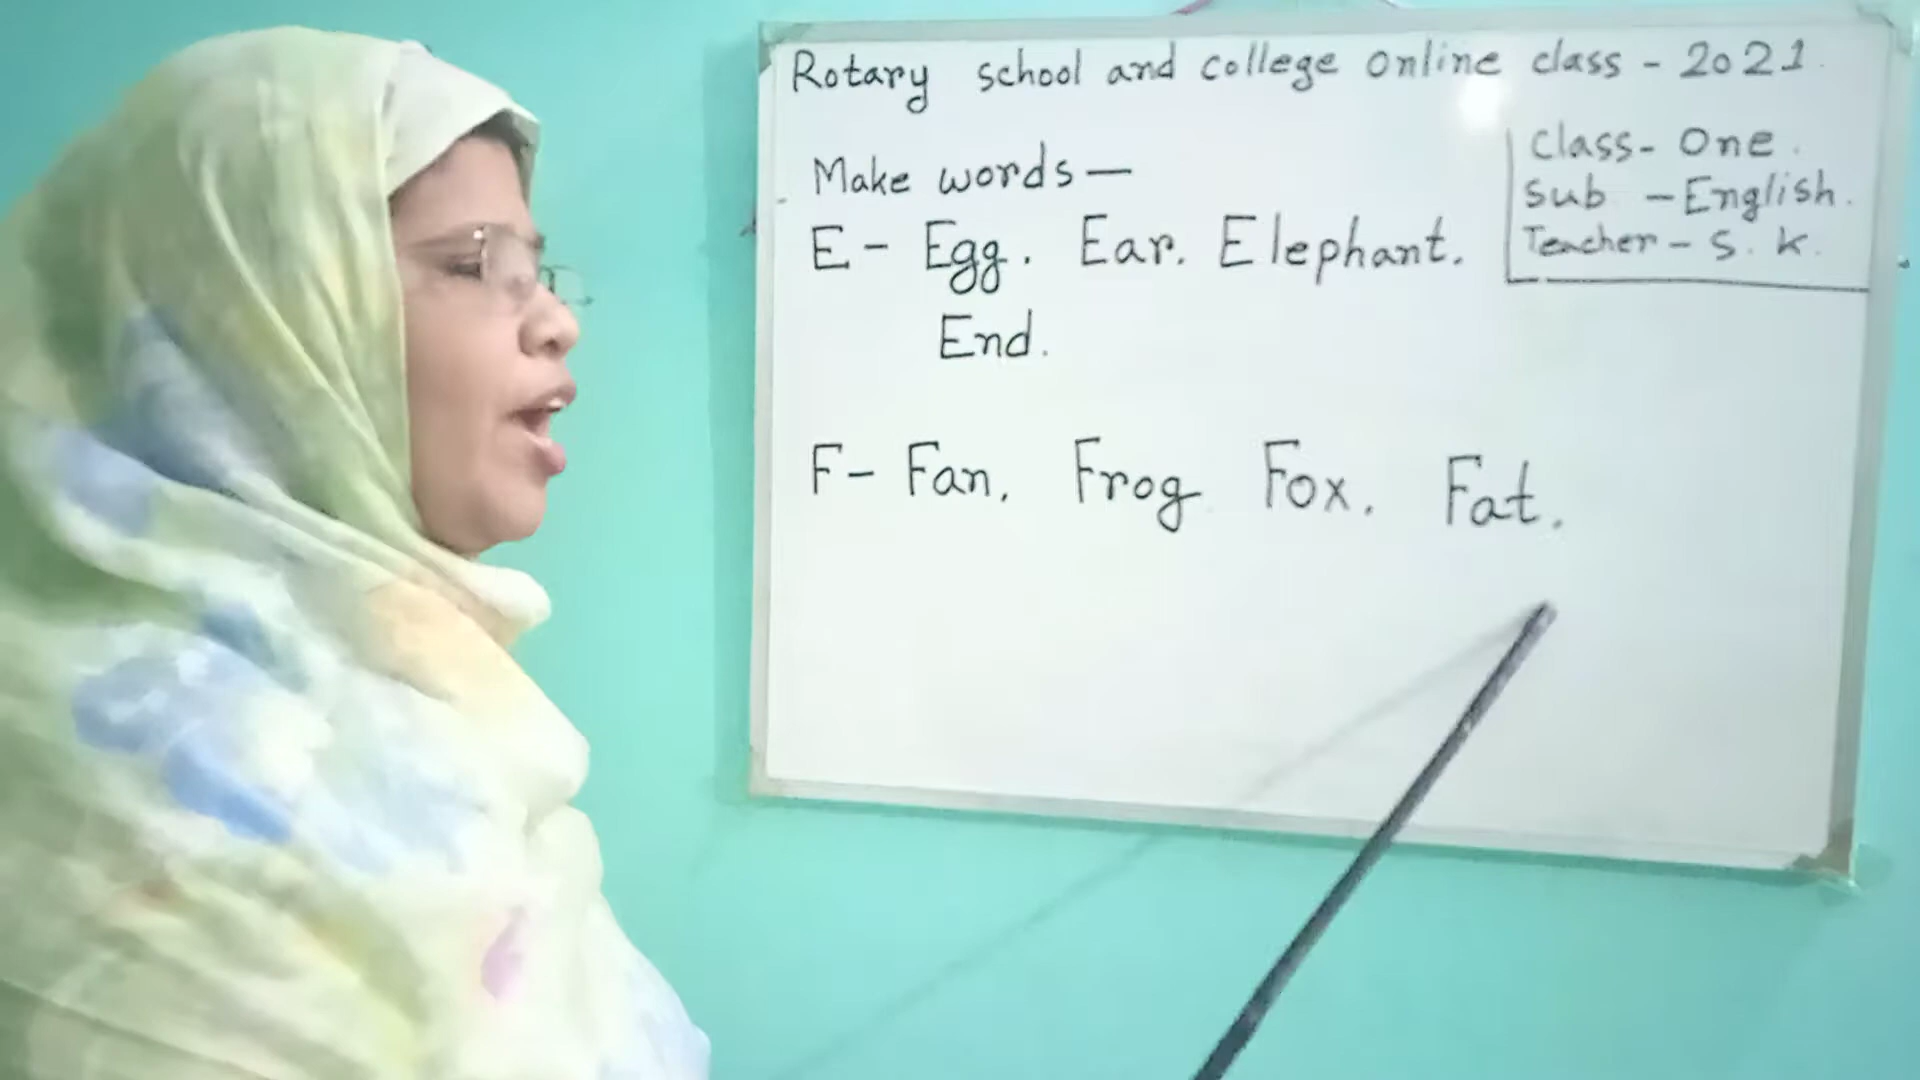 Rotary school and college online class - 2021
Class- One.
Sub - English.
Teacher - S. K.
Make words —
E- Egg. Ear. Elephant.
End.
F- Fan. Frog Fox. Fat.